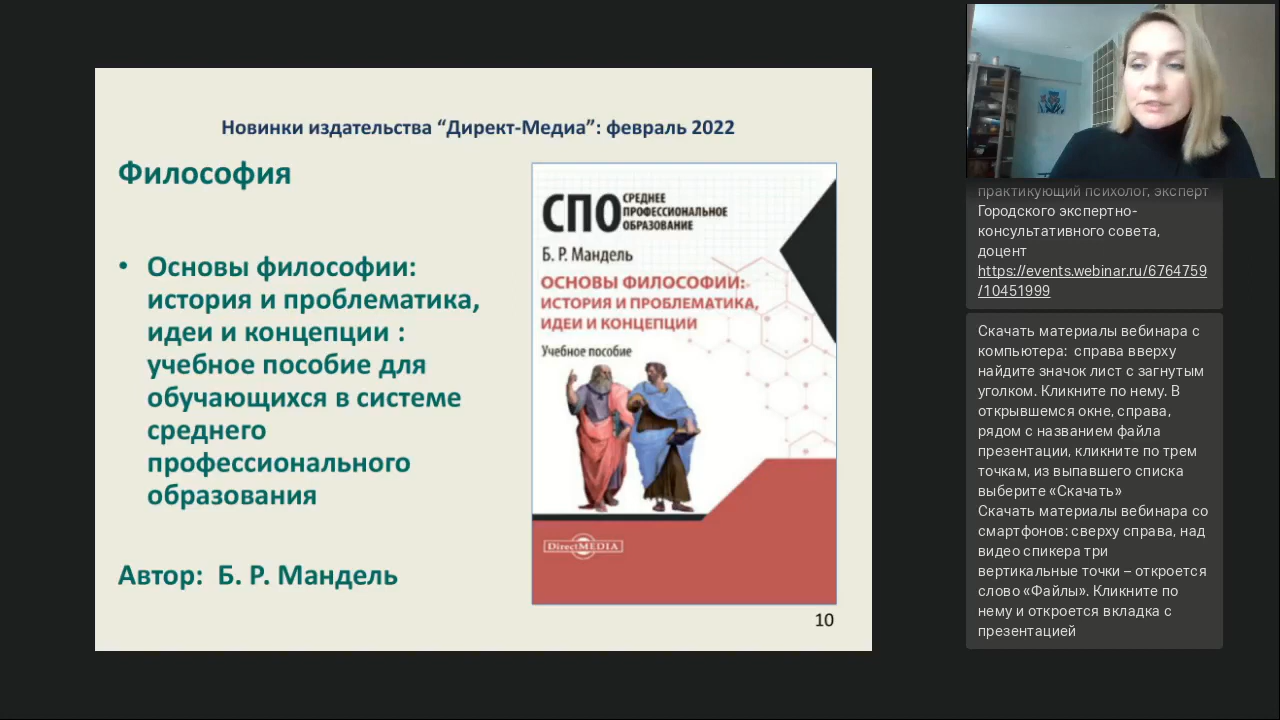 Новинки издательства “Директ-Медиа”: февраль 2022
Философия
• Основы философии:
история и проблематика,
идеи и концепции :
учебное пособие для
обучающихся в системе
среднего
профессионального
образования
Автор: Б. Р. Мандель
СПО СРЕДНЕЕ
ПРОФЕССИОНАЛЬНОЕ
ОБРАЗОВАНИЕ
Б. Р. Мандель
ОСНОВЫ ФИЛОСОФИИ:
ИСТОРИЯ И ПРОБЛЕМАТИКА,
ИДЕИ И КОНЦЕПЦИИ
Учебное пособие
DirectMEDIA
10
практикующий психолог, эксперт
Городского экспертно-
консультативного совета,
доцент
https://events.webinar.ru/6764759
/10451999
Скачать материалы вебинара с
компьютера: справа вверху
найдите значок лист с загнутым
уголком. Кликните по нему. В
открывшемся окне, справа,
рядом с названием файла
презентации, кликните по трем
точкам, из выпавшего списка
выберите «Скачать»
Скачать материалы вебинара со
смартфонов: сверху справа, над
видео спикера три
вертикальные точки – откроется
слово «Файлы». Кликните по
нему и откроется вкладка с
презентацией